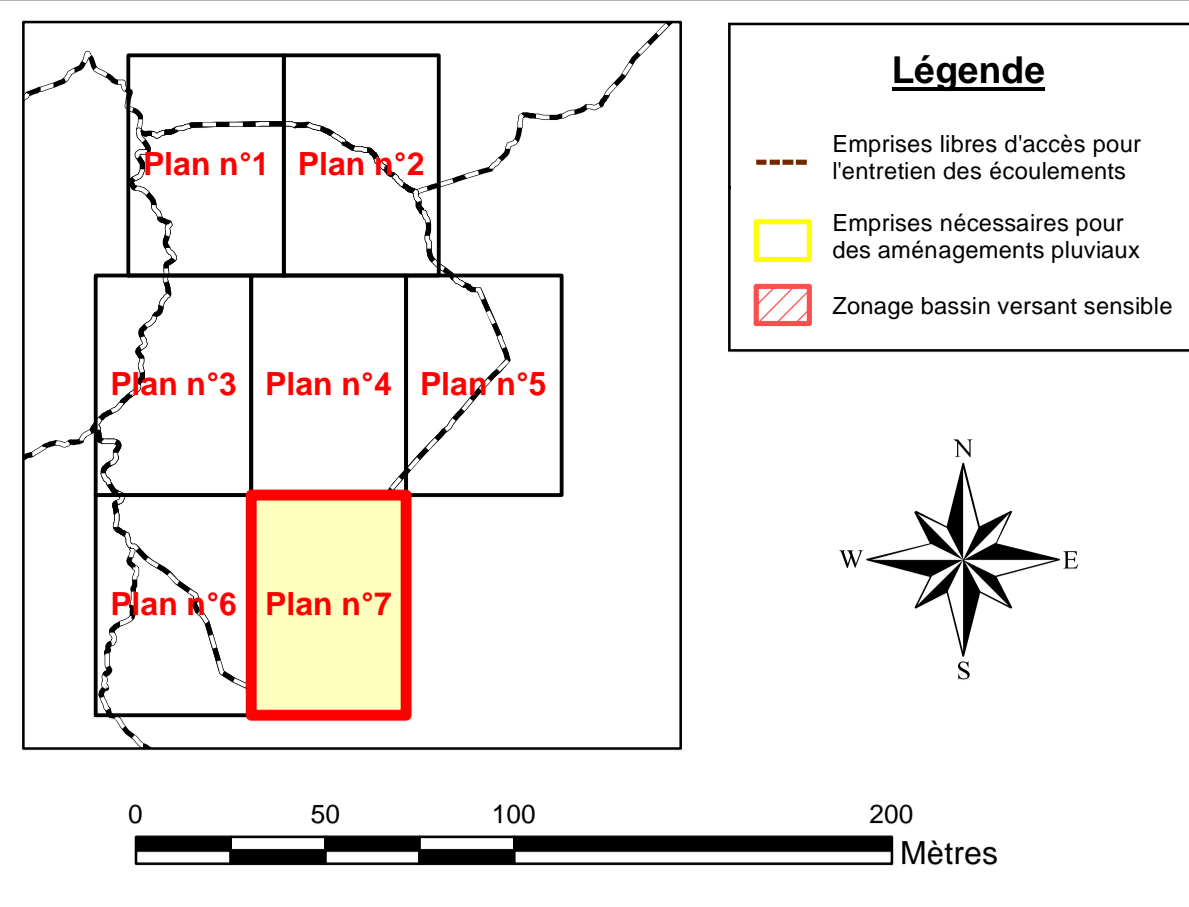 Plan n°1
Plan n°2
Plan n°3
Plan n°4
Plan n°5
Plan n°6
Plan n°7
Légende
Emprises libres d'accès pour
l'entretien des écoulements
Emprises nécessaires pour
des aménagements pluviaux
Zonage bassin versant sensible
N
W
E
S
0 50 100 200
Mètres